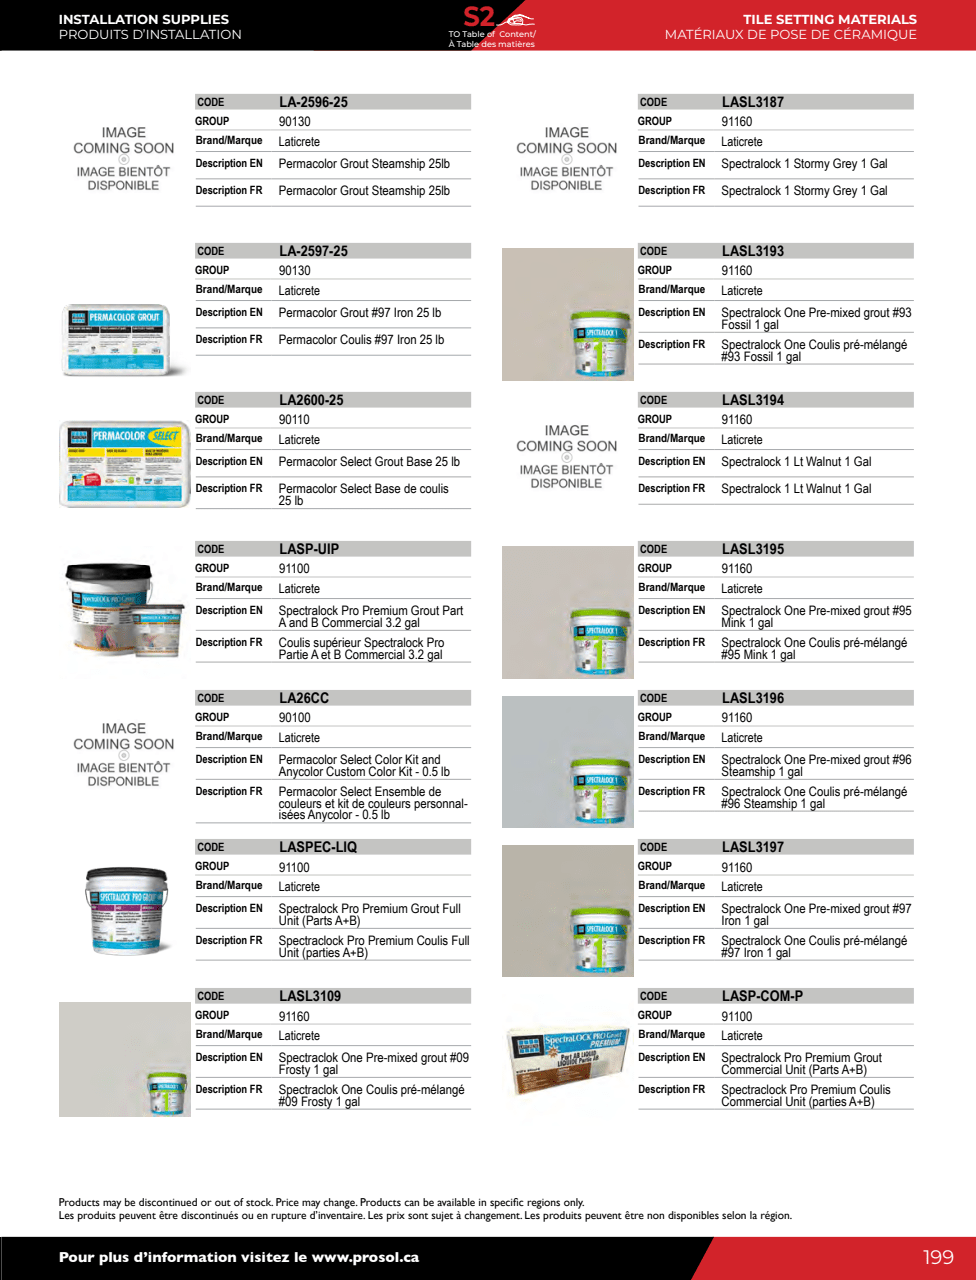 INSTALLATION SUPPLIES
PRODUITS D'INSTALLATION
S2
TO Table of Content/
À Table des matières
TILE SETTING MATERIALS
MATÉRIAUX DE POSE DE CÉRAMIQUE
IMAGE
COMING SOON
IMAGE BIENTÔT
DISPONIBLE
CODE LA-2596-25
GROUP 90130
Brand/Marque Laticrete
Description EN Permacolor Grout Steamship 25lb
Description FR Permacolor Grout Steamship 25lb
PERMACOLOR GROUT
CODE LA-2597-25
GROUP 90130
Brand/Marque Laticrete
Description EN Permacolor Grout #97 Iron 25 lb
Description FR Permacolor Coulis #97 Iron 25 lb
PERMACOLOR SELECT
CODE LA2600-25
GROUP 90110
Brand/Marque Laticrete
Description EN Permacolor Select Grout Base 25 lb
Description FR Permacolor Select Base de coulis
25 lb
CODE LASP-UIP
GROUP 91100
Brand/Marque Laticrete
Description EN Spectralock Pro Premium Grout Part
A and B Commercial 3.2 gal
Description FR Coulis supérieur Spectralock Pro
Partie A et B Commercial 3.2 gal
IMAGE
COMING SOON
IMAGE BIENTÔT
DISPONIBLE
CODE LA26CC
GROUP 90100
Brand/Marque Laticrete
Description EN Permacolor Select Color Kit and
Anycolor Custom Color Kit - 0.5 lb
Description FR Permacolor Select Ensemble de
couleurs et kit de couleurs personnal-
isées Anycolor - 0.5 lb
SPECTRALOCK PRO GROUT
CODE LASPEC-LIQ
GROUP 91100
Brand/Marque Laticrete
Description EN Spectralock Pro Premium Grout Full
Unit (Parts A+B)
Description FR Spectraclock Pro Premium Coulis Full
Unit (parties A+B)
CODE LASL3109
GROUP 91160
Brand/Marque Laticrete
Description EN Spectraclok One Pre-mixed grout #09
Frosty 1 gal
Description FR Spectraclok One Coulis pré-mélangé
#09 Frosty 1 gal
IMAGE
COMING SOON
IMAGE BIENTÔT
DISPONIBLE
CODE LASL3187
GROUP 91160
Brand/Marque Laticrete
Description EN Spectralock 1 Stormy Grey 1 Gal
Description FR Spectralock 1 Stormy Grey 1 Gal
SPECTRALOCK 1
CODE LASL3193
GROUP 91160
Brand/Marque Laticrete
Description EN Spectralock One Pre-mixed grout #93
Fossil 1 gal
Description FR Spectralock One Coulis pré-mélangé
#93 Fossil 1 gal
IMAGE
COMING SOON
IMAGE BIENTÔT
DISPONIBLE
CODE LASL3194
GROUP 91160
Brand/Marque Laticrete
Description EN Spectralock 1 Lt Walnut 1 Gal
Description FR Spectralock 1 Lt Walnut 1 Gal
SPECTRALOCK 1
CODE LASL3195
GROUP 91160
Brand/Marque Laticrete
Description EN Spectralock One Pre-mixed grout #95
Mink 1 gal
Description FR Spectralock One Coulis pré-mélangé
#95 Mink 1 gal
SPECTRALOCK 1
CODE LASL3196
GROUP 91160
Brand/Marque Laticrete
Description EN Spectralock One Pre-mixed grout #96
Steamship 1 gal
Description FR Spectralock One Coulis pré-mélangé
#96 Steamship 1 gal
SPECTRALOCK 1
CODE LASL3197
GROUP 91160
Brand/Marque Laticrete
Description EN Spectralock One Pre-mixed grout #97
Iron 1 gal
Description FR Spectralock One Coulis pré-mélangé
#97 Iron 1 gal
SpectraLOCK PRO Grout
PREMIUM
Part AB LIQUID
LIQUIDE Partie AB
CODE LASP-COM-P
GROUP 91100
Brand/Marque Laticrete
Description EN Spectralock Pro Premium Grout
Commercial Unit (Parts A+B)
Description FR Spectraclock Pro Premium Coulis
Commercial Unit (parties A+B)
Products may be discontinued or out of stock. Price may change. Products can be available in specific regions only.
Les produits peuvent être discontinués ou en rupture d'inventaire. Les prix sont sujet à changement. Les produits peuvent être non disponibles selon la région.
Pour plus d'information visitez le www.prosol.ca
199